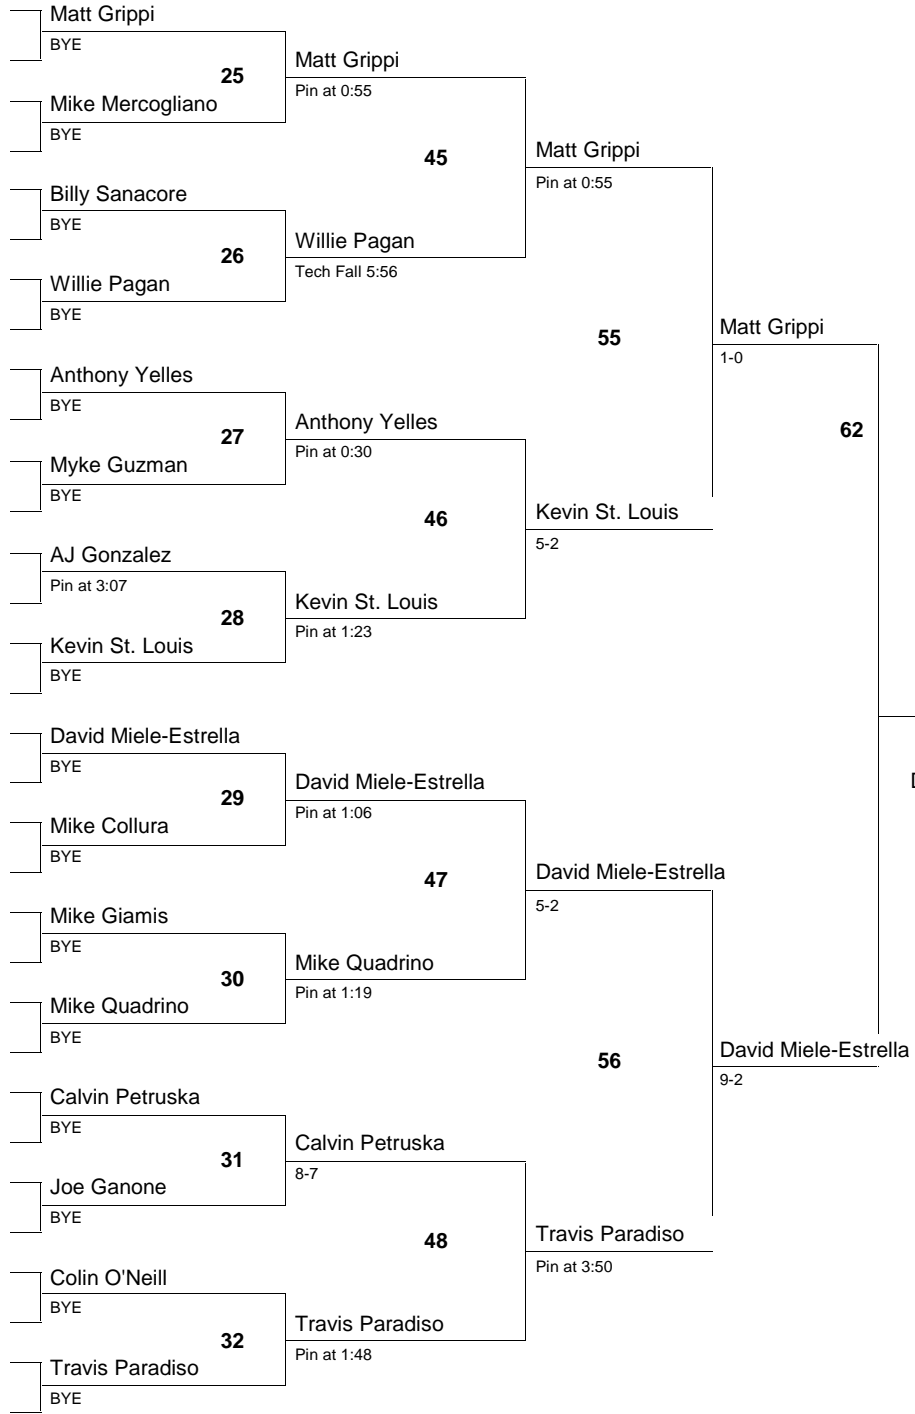 Matt Grippi
BYE
25
Mike Mercogliano
BYE
Matt Grippi
Pin at 0:55
45
Billy Sanacore
BYE
26
Willie Pagan
BYE
Willie Pagan
Tech Fall 5:56
Matt Grippi
Pin at 0:55
55
Anthony Yelles
BYE
27
Myke Guzman
BYE
Anthony Yelles
Pin at 0:30
46
AJ Gonzalez
Pin at 3:07
28
Kevin St. Louis
BYE
Kevin St. Louis
Pin at 1:23
Kevin St. Louis
5-2
Matt Grippi
1-0
62
David Miele-Estrella
BYE
29
Mike Collura
BYE
David Miele-Estrella
Pin at 1:06
47
Mike Giamis
BYE
30
Mike Quadrino
BYE
Mike Quadrino
Pin at 1:19
David Miele-Estrella
5-2
56
Calvin Petruska
BYE
31
Joe Ganone
BYE
Calvin Petruska
8-7
48
Colin O'Neill
BYE
32
Travis Paradiso
BYE
Travis Paradiso
Pin at 1:48
Travis Paradiso
Pin at 3:50
David Miele-Estrella
9-2